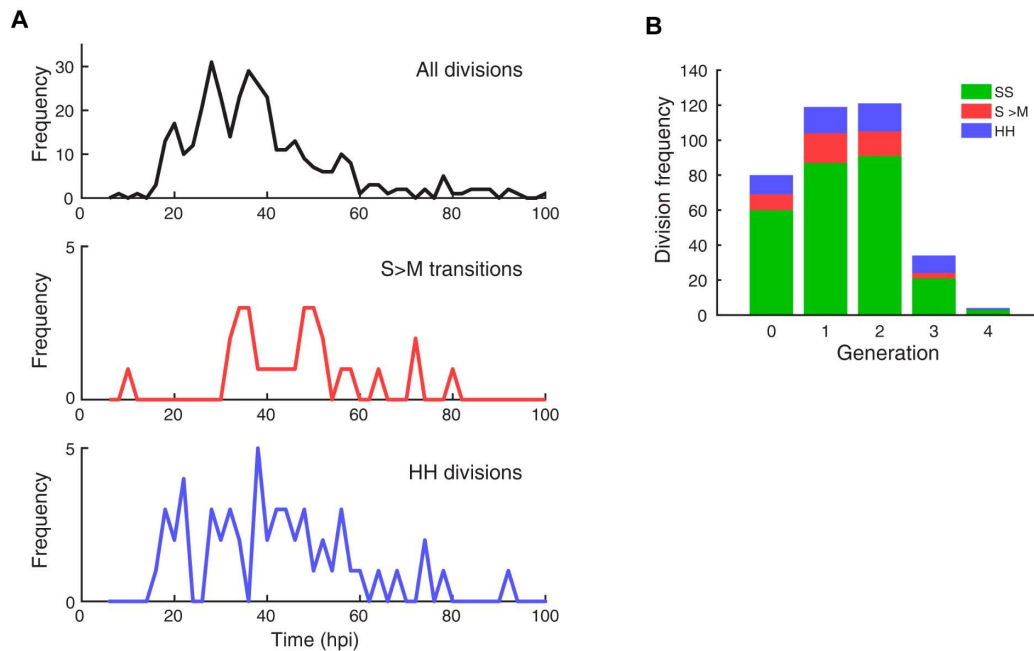 A
All divisions
Frequency
30
20
10
0
0 20 40 60 80 100
S>M transitions
Frequency
5
0
0 20 40 60 80 100
HH divisions
Frequency
5
0
0 20 40 60 80 100
Time (hpi)
B
Division frequency
140
120
100
80
60
40
20
0
SS
S >M
HH
0 1 2 3 4
Generation